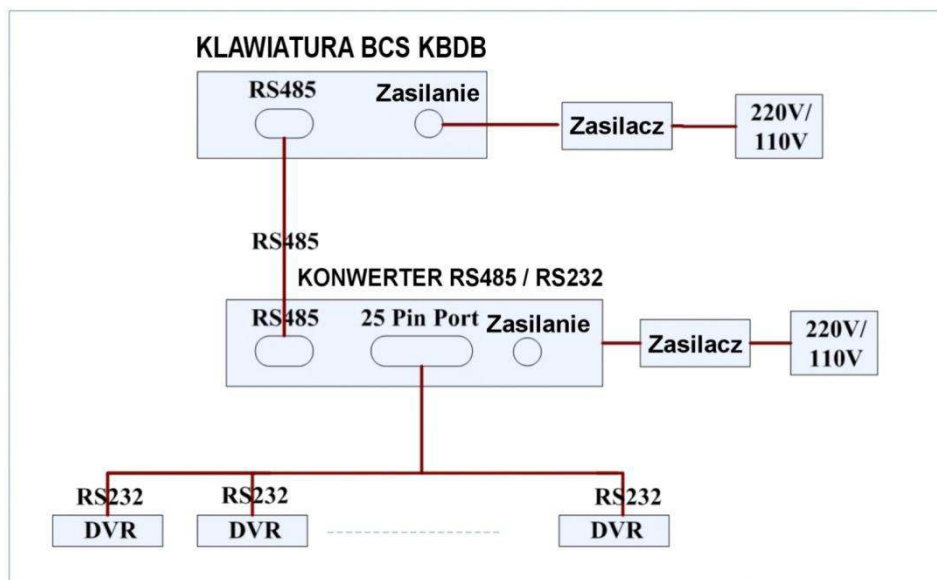 KLAWIATURA BCS KBDB
RS485
Zasilanie
Zasilacz
220V/
110V
RS485
KONWERTER RS485 / RS232
RS485
25 Pin Port
Zasilanie
Zasilacz
220V/
110V
RS232
RS232
RS232
DVR
DVR
DVR